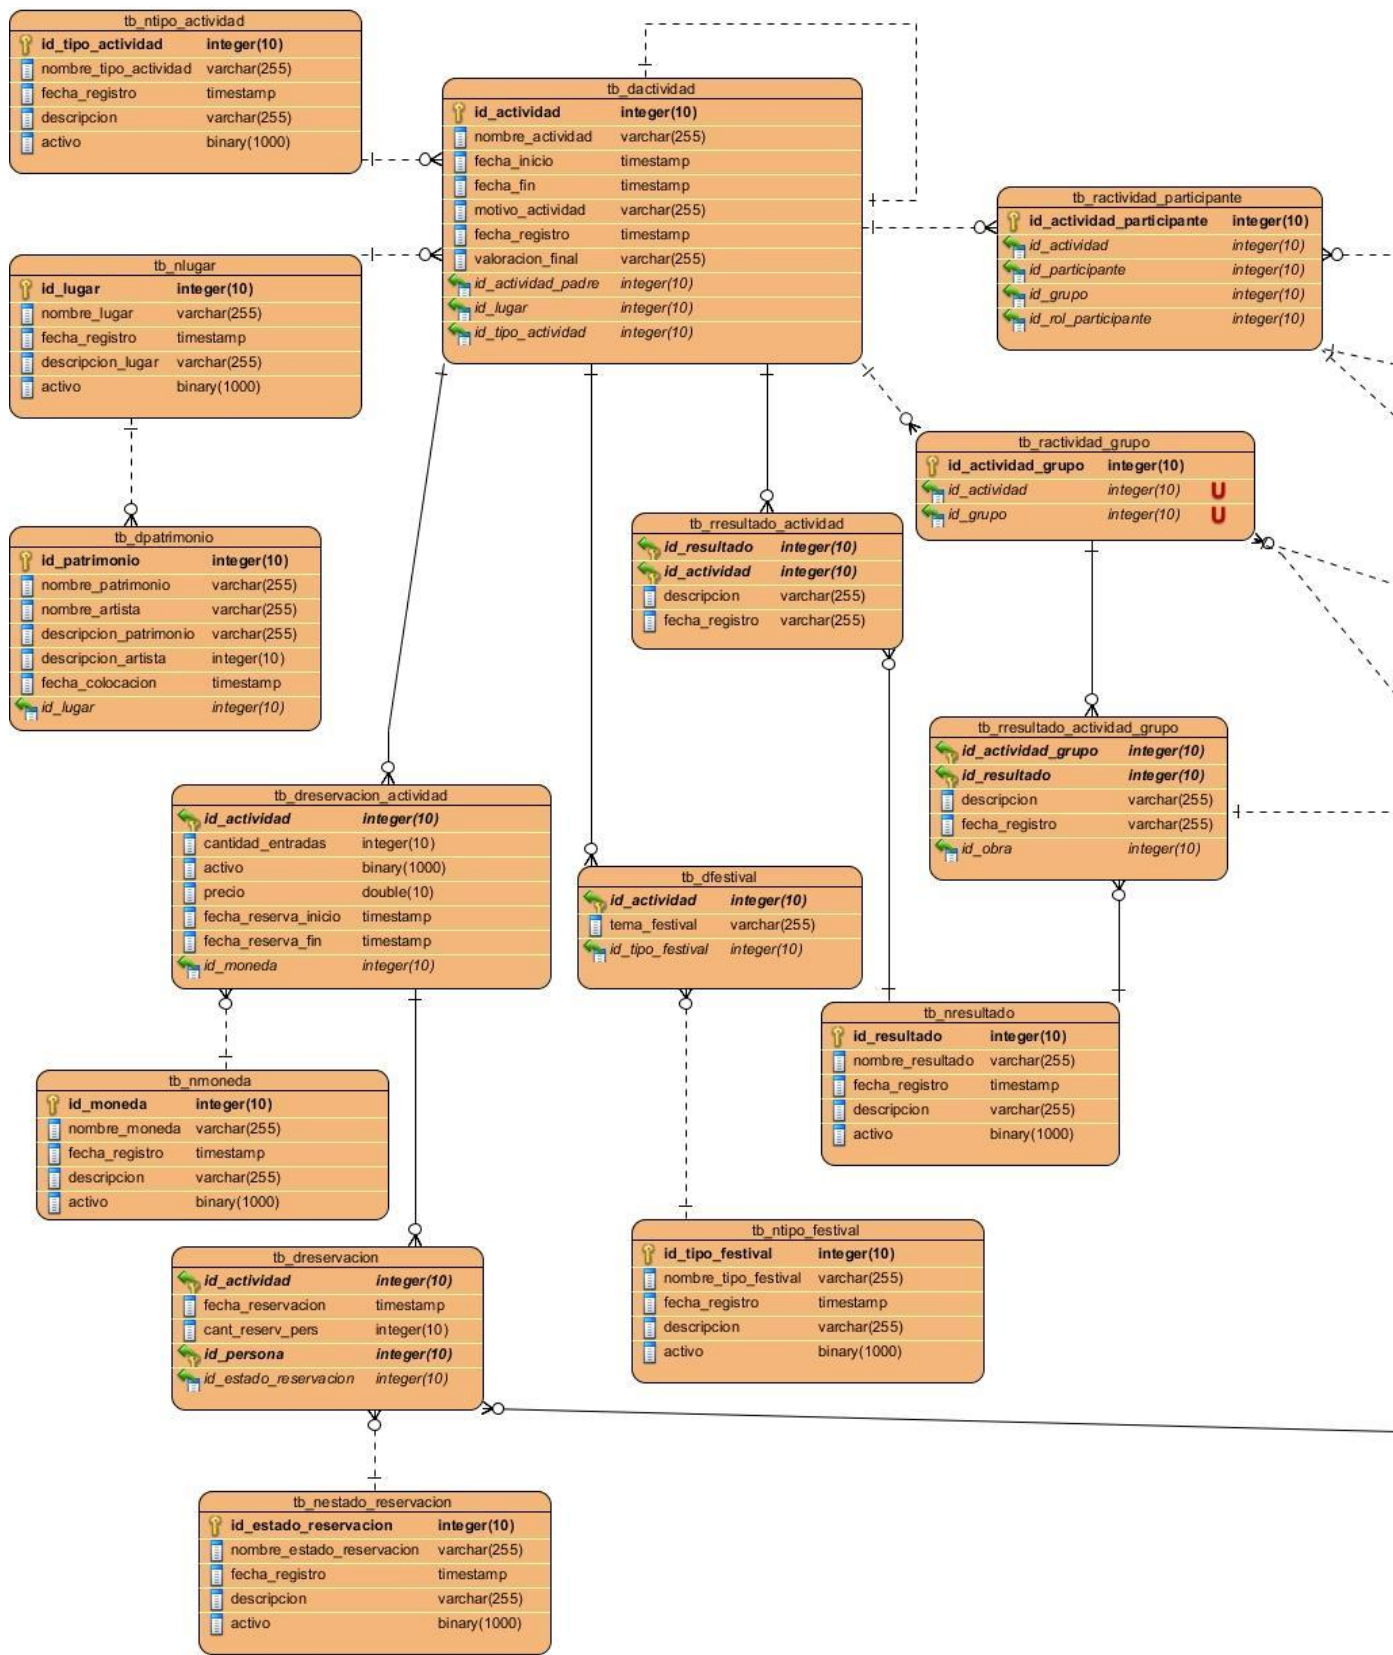 tb_ntipo_actividad
id_tipo_actividad integer(10)
nombre_tipo_actividad varchar(255)
fecha_registro timestamp
descripcion varchar(255)
activo binary(1000)
tb_dactividad
id_actividad integer(10)
nombre_actividad varchar(255)
fecha_inicio timestamp
fecha_fin timestamp
motivo_actividad varchar(255)
fecha_registro timestamp
valoracion_final varchar(255)
id_actividad_padre integer(10)
id_lugar integer(10)
id_tipo_actividad integer(10)
tb_ractividad_participante
id_actividad_participante integer(10)
id_actividad integer(10)
id_participante integer(10)
id_grupo integer(10)
id_rol_participante integer(10)
tb_nlugar
id_lugar integer(10)
nombre_lugar varchar(255)
fecha_registro timestamp
descripcion_lugar varchar(255)
activo binary(1000)
tb_ractividad_grupo
id_actividad_grupo integer(10)
id_actividad integer(10) U
id_grupo integer(10) U
tb_dpatrimonio
id_patrimonio integer(10)
nombre_patrimonio varchar(255)
nombre_artista varchar(255)
descripcion_patrimonio varchar(255)
descripcion_artista integer(10)
fecha_colocacion timestamp
id_lugar integer(10)
tb_rresultado_actividad
id_resultado integer(10)
id_actividad integer(10)
descripcion varchar(255)
fecha_registro varchar(255)
tb_rresultado_actividad_grupo
id_actividad_grupo integer(10)
id_resultado integer(10)
descripcion varchar(255)
fecha_registro varchar(255)
id_obra integer(10)
tb_dreservacion_actividad
id_actividad integer(10)
cantidad_entradas integer(10)
activo binary(1000)
precio double(10)
fecha_reserva_inicio timestamp
fecha_reserva_fin timestamp
id_moneda integer(10)
tb_dfestival
id_actividad integer(10)
tema_festival varchar(255)
id_tipo_festival integer(10)
tb_nresultado
id_resultado integer(10)
nombre_resultado varchar(255)
fecha_registro timestamp
descripcion varchar(255)
activo binary(1000)
tb_nmoneda
id_moneda integer(10)
nombre_moneda varchar(255)
fecha_registro timestamp
descripcion varchar(255)
activo binary(1000)
tb_ntipo_festival
id_tipo_festival integer(10)
nombre_tipo_festival varchar(255)
fecha_registro timestamp
descripcion varchar(255)
activo binary(1000)
tb_dreservacion
id_actividad integer(10)
fecha_reservacion timestamp
cant_reserv_pers integer(10)
id_persona integer(10)
id_estado_reservacion integer(10)
tb_nestado_reservacion
id_estado_reservacion integer(10)
nombre_estado_reservacion varchar(255)
fecha_registro timestamp
descripcion varchar(255)
activo binary(1000)